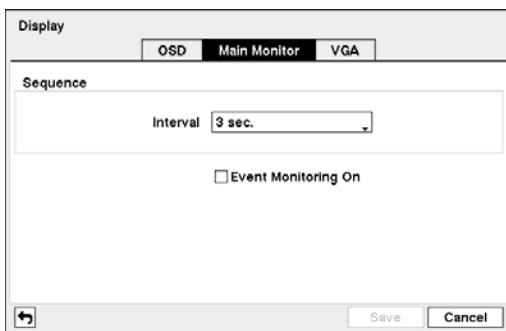 Display
OSD Main Monitor VGA
Sequence
Interval 3 sec.
Event Monitoring On
Save Cancel